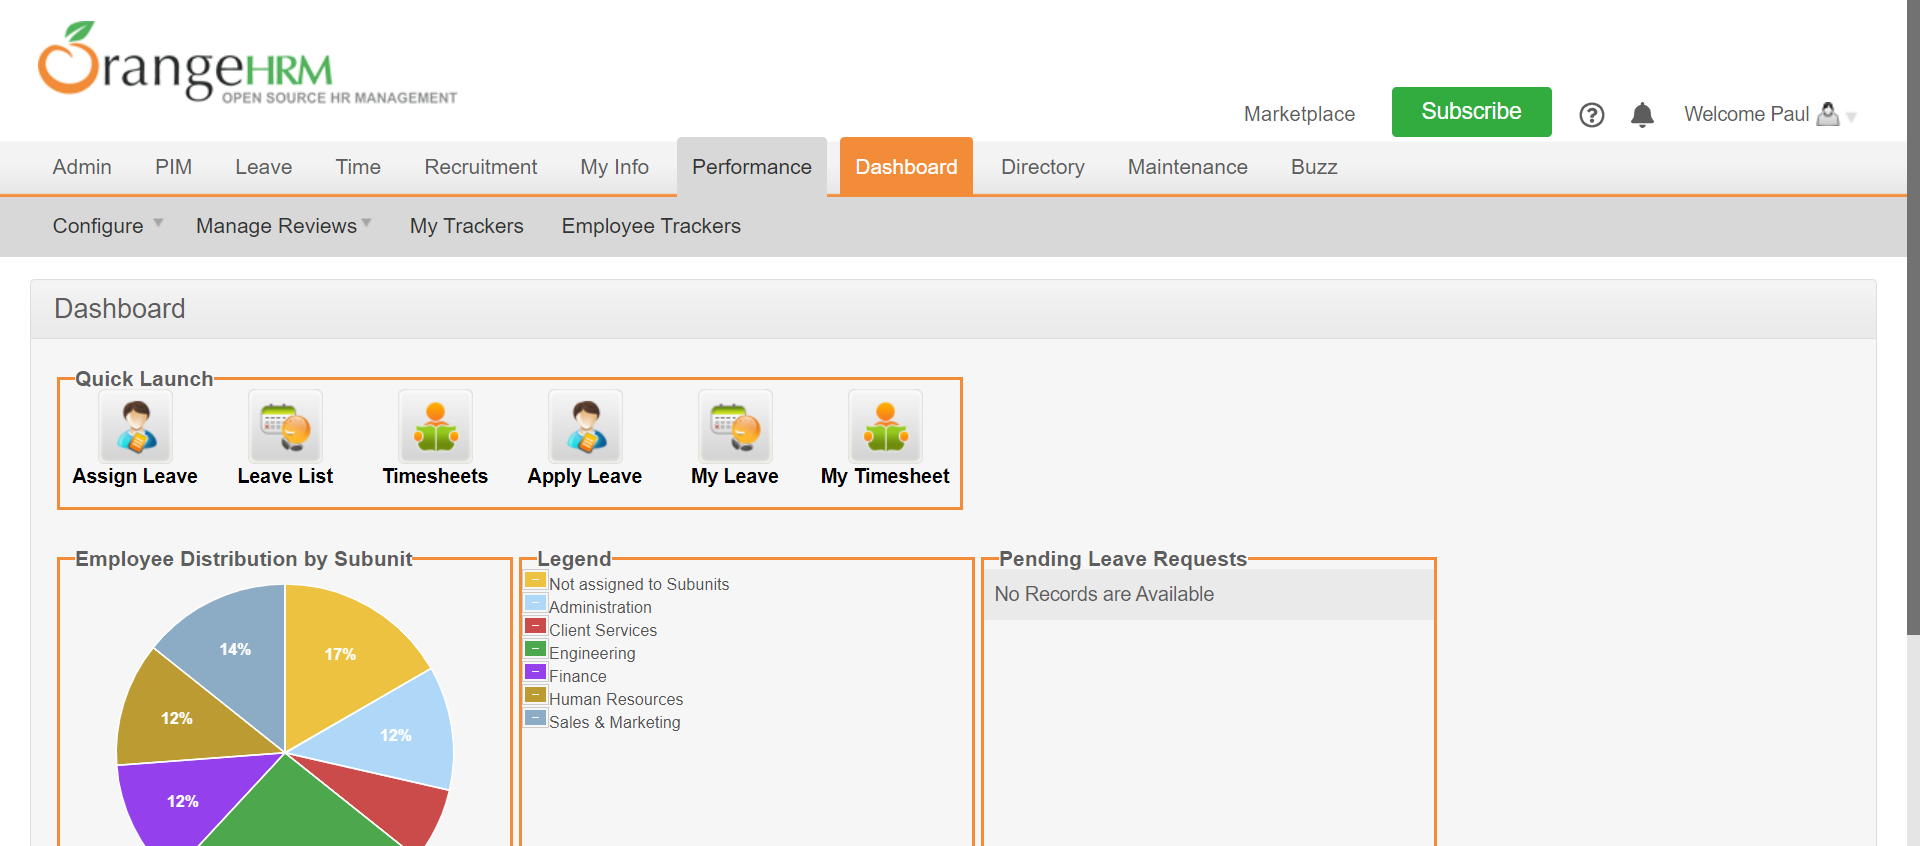 OrangeHRM
OPEN SOURCE HR MANAGEMENT
Marketplace
Subscribe
?
Welcome Paul
Admin
PIM
Leave
Time
Recruitment
My Info
Performance
Dashboard
Directory
Maintenance
Buzz
Configure
Manage Reviews
My Trackers
Employee Trackers
Dashboard
Quick Launch
Assign Leave
Leave List
Timesheets
Apply Leave
My Leave
My Timesheet
Employee Distribution by Subunit
14%
17%
12%
12%
12%
Legend
Not assigned to Subunits
Administration
Client Services
Engineering
Finance
Human Resources
Sales & Marketing
Pending Leave Requests
No Records are Available